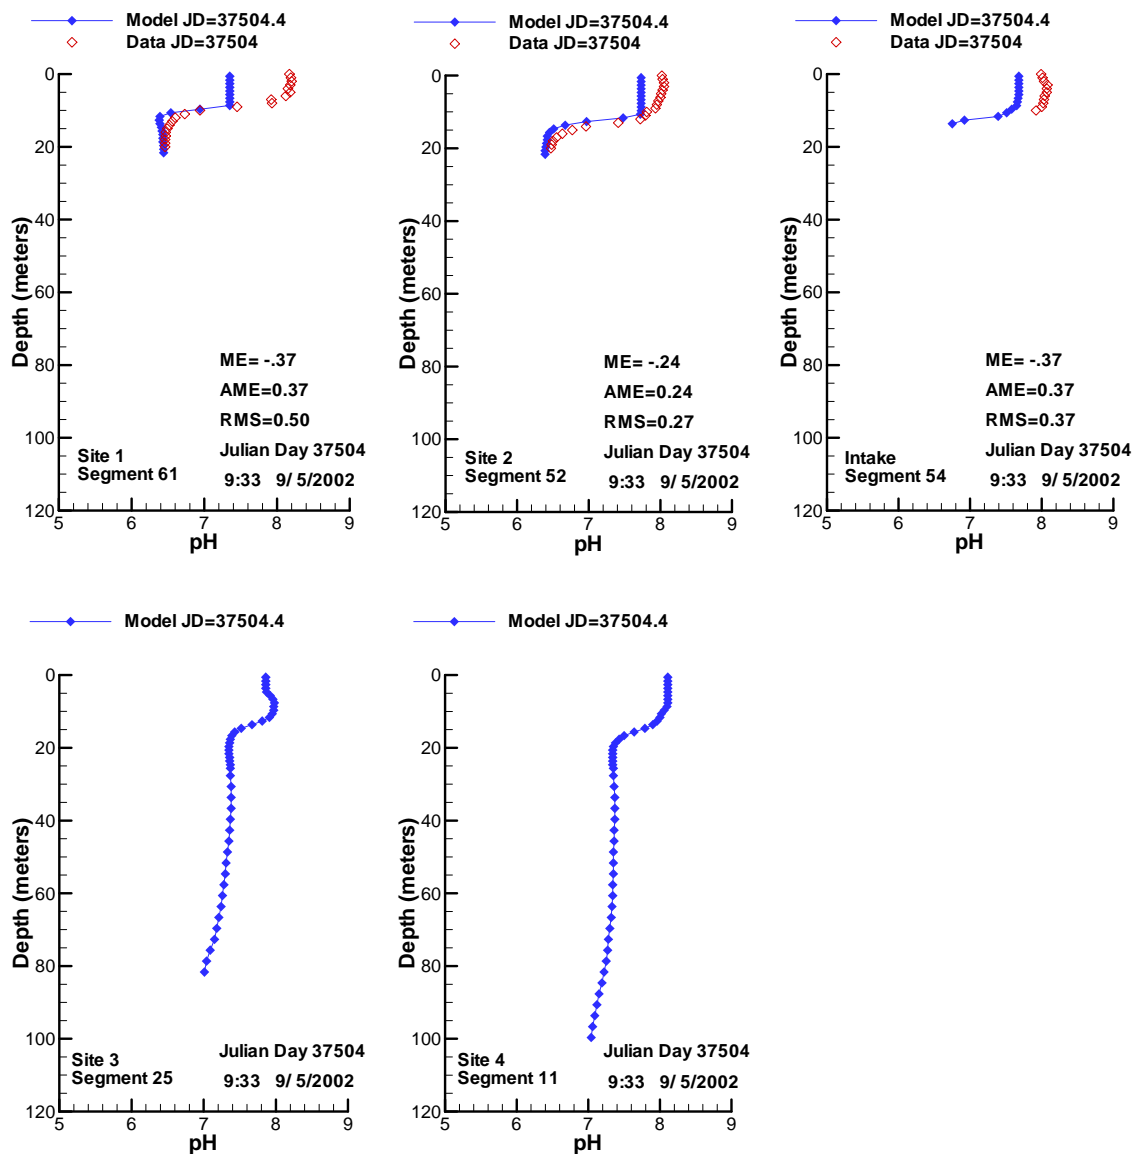 Model JD=37504.4
Data JD=37504
0
20
40
60
80
100
120
Depth (meters)
ME= -.37
AME=0.37
RMS=0.50
Julian Day 37504
9:33 9/ 5/2002
Site 1
Segment 61
5 6 7 8 9
pH
Model JD=37504.4
Data JD=37504
0
20
40
60
80
100
120
Depth (meters)
ME= -.24
AME=0.24
RMS=0.27
Julian Day 37504
9:33 9/ 5/2002
Site 2
Segment 52
5 6 7 8 9
pH
Model JD=37504.4
Data JD=37504
0
20
40
60
80
100
120
Depth (meters)
ME= -.37
AME=0.37
RMS=0.37
Julian Day 37504
9:33 9/ 5/2002
Intake
Segment 54
5 6 7 8 9
pH
Model JD=37504.4
0
20
40
60
80
100
120
Depth (meters)
Julian Day 37504
9:33 9/ 5/2002
Site 3
Segment 25
5 6 7 8 9
pH
Model JD=37504.4
0
20
40
60
80
100
120
Depth (meters)
Julian Day 37504
9:33 9/ 5/2002
Site 4
Segment 11
5 6 7 8 9
pH